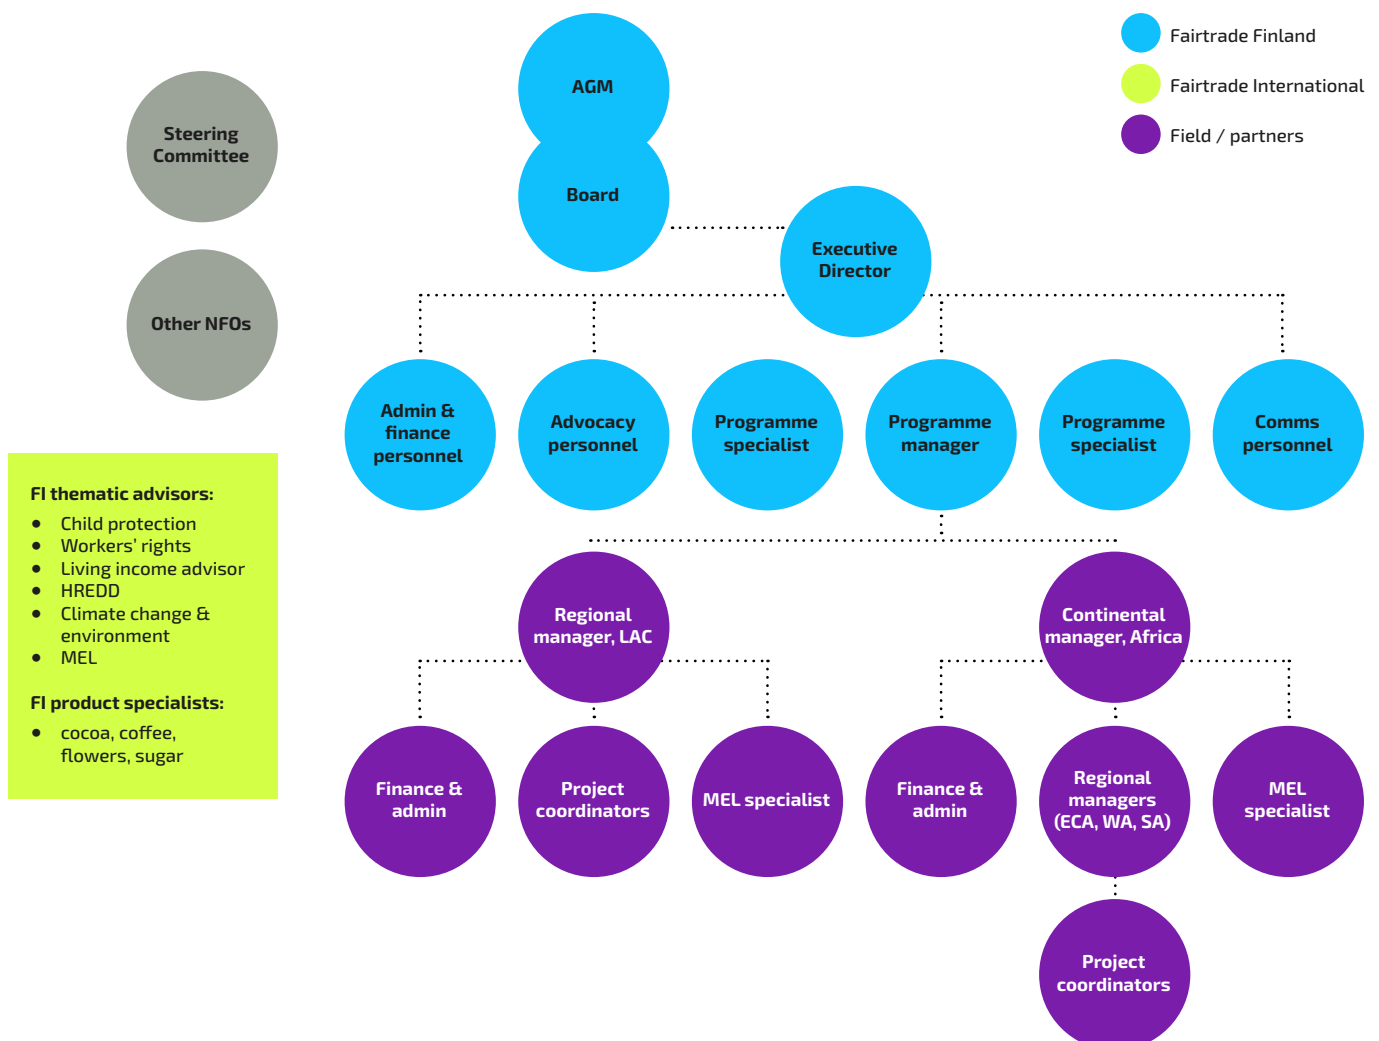 AGM
Fairtrade Finland
Fairtrade International
Field / partners
Steering
Committee
Board
Executive
Director
Other NFOs
Admin &
finance
personnel
Advocacy
personnel
Programme
specialist
Programme
manager
Programme
specialist
Comms
personnel
FI thematic advisors:
● Child protection
● Workers’ rights
● Living income advisor
● HREDD
● Climate change &
environment
● MEL
FI product specialists:
● cocoa, coffee,
flowers, sugar
Regional
manager, LAC
Continental
manager, Africa
Finance &
admin
Project
coordinators
MEL specialist
Finance &
admin
Regional
managers
(ECA, WA, SA)
MEL
specialist
Project
coordinators